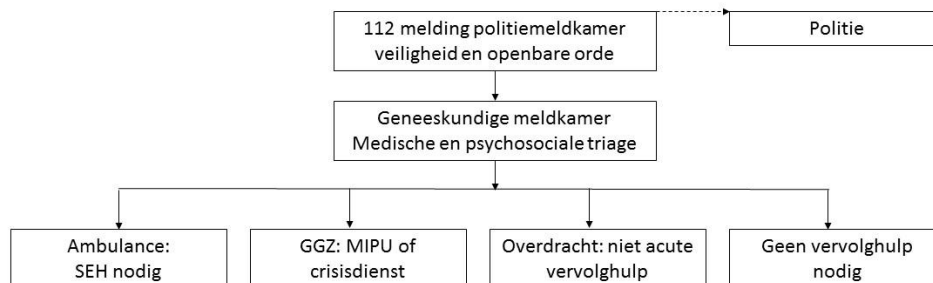 112 melding politiemeldkamer
veiligheid en openbare orde
Politie
Geneeskundige meldkamer
Medische en psychosociale triage
Ambulance:
SEH nodig
GGZ: MIPU of
crisisdienst
Overdracht: niet acute
vervolghulp
Geen vervolghulp
nodig